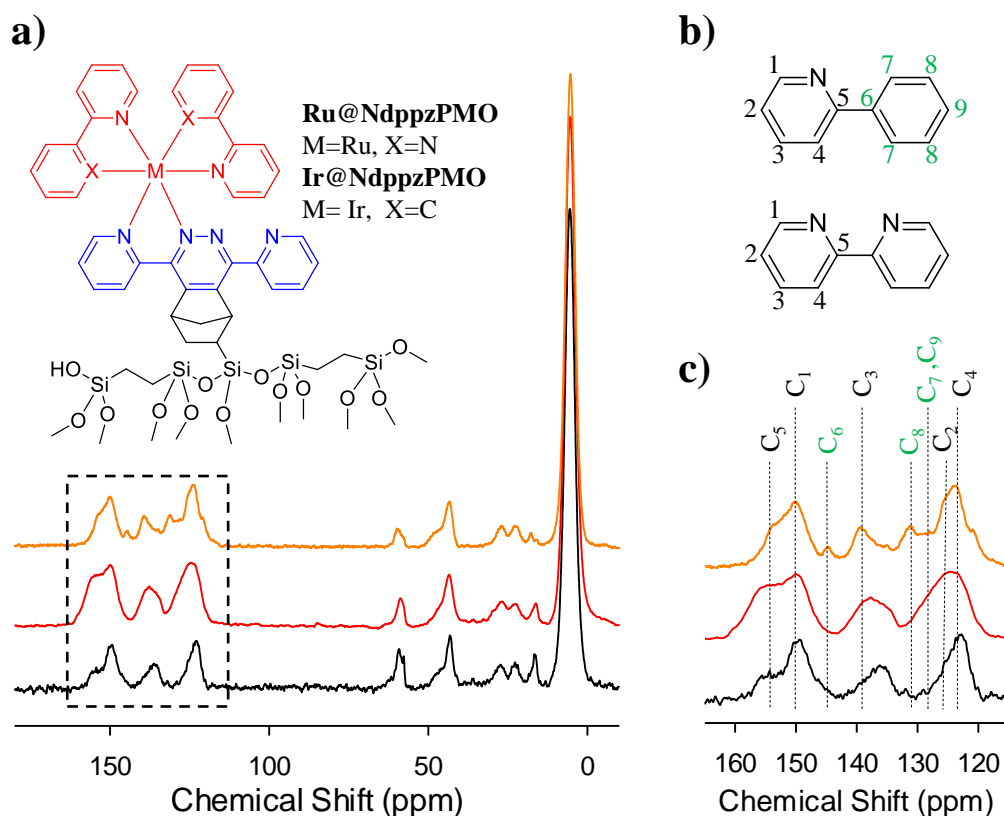 a)
N
N
X
X
M
N
N
N
N
N
N
Ru@NdppzPMO
M=Ru, X=N
Ir@NdppzPMO
M= Ir, X=C
HO
Si
O
O
Si
O
O
O
Si
O
O
Si
O
O
Si
O
O
O
150
100
50
0
Chemical Shift (ppm)
b)
1
N
2
3
4
5
6
7
8
9
7
8
1
N
N
2
3
4
5
c)
C5
C1
C6
C3
C8
C7 ,C9
C2
C4
160
150
140
130
120
Chemical Shift (ppm)